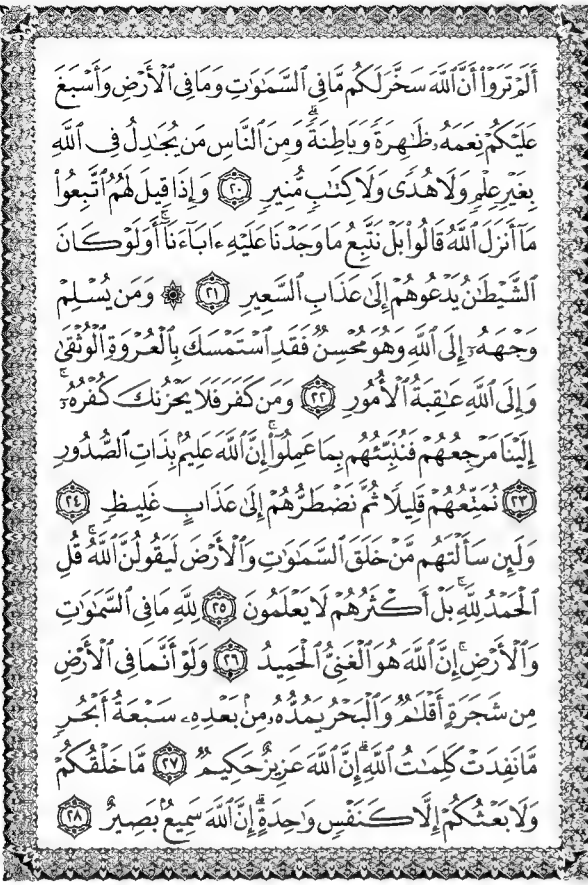 أَلَمْ تَرَوْا۟ أَنَّ ٱللَّهَ سَخَّرَ لَكُم مَّا فِى ٱلسَّمَٰوَٰتِ وَمَا فِى ٱلْأَرْضِ وَأَسْبَغَ
عَلَيْكُمْ نِعَمَهُۥ ظَٰهِرَةً وَبَاطِنَةً ۗ وَمِنَ ٱلنَّاسِ مَن يُجَٰدِلُ فِى ٱللَّهِ
بِغَيْرِ عِلْمٍ وَلَا هُدًى وَلَا كِتَٰبٍ مُّنِيرٍ ٢٠ وَإِذَا قِيلَ لَهُمُ ٱتَّبِعُوا۟
مَآ أَنزَلَ ٱللَّهُ قَالُوا۟ بَلْ نَتَّبِعُ مَا وَجَدْنَا عَلَيْهِ ءَابَآءَنَآ ۚ أَوَلَوْ كَانَ
ٱلشَّيْطَٰنُ يَدْعُوهُمْ إِلَىٰ عَذَابِ ٱلسَّعِيرِ ٢١ ۞ وَمَن يُسْلِمْ
وَجْهَهُۥٓ إِلَى ٱللَّهِ وَهُوَ مُحْسِنٌ فَقَدِ ٱسْتَمْسَكَ بِٱلْعُرْوَةِ ٱلْوُثْقَىٰ ۗ
وَإِلَى ٱللَّهِ عَٰقِبَةُ ٱلْأُمُورِ ٢٢ وَمَن كَفَرَ فَلَا يَحْزُنكَ كُفْرُهُۥٓ ۚ
إِلَيْنَا مَرْجِعُهُمْ فَنُنَبِّئُهُم بِمَا عَمِلُوٓا۟ ۚ إِنَّ ٱللَّهَ عَلِيمٌۢ بِذَاتِ ٱلصُّدُورِ
٢٣ نُمَتِّعُهُمْ قَلِيلًا ثُمَّ نَضْطَرُّهُمْ إِلَىٰ عَذَابٍ غَلِيظٍ ٢٤
وَلَئِن سَأَلْتَهُم مَّنْ خَلَقَ ٱلسَّمَٰوَٰتِ وَٱلْأَرْضَ لَيَقُولُنَّ ٱللَّهُ ۚ قُلِ
ٱلْحَمْدُ لِلَّهِ ۚ بَلْ أَكْثَرُهُمْ لَا يَعْلَمُونَ ٢٥ لِلَّهِ مَا فِى ٱلسَّمَٰوَٰتِ
وَٱلْأَرْضِ ۚ إِنَّ ٱللَّهَ هُوَ ٱلْغَنِىُّ ٱلْحَمِيدُ ٢٦ وَلَوْ أَنَّمَا فِى ٱلْأَرْضِ
مِن شَجَرَةٍ أَقْلَٰمٌ وَٱلْبَحْرُ يَمُدُّهُۥ مِنۢ بَعْدِهِۦ سَبْعَةُ أَبْحُرٍ
مَّا نَفِدَتْ كَلِمَٰتُ ٱللَّهِ ۗ إِنَّ ٱللَّهَ عَزِيزٌ حَكِيمٌ ٢٧ مَّا خَلْقُكُمْ
وَلَا بَعْثُكُمْ إِلَّا كَنَفْسٍ وَٰحِدَةٍ ۗ إِنَّ ٱللَّهَ سَمِيعٌۢ بَصِيرٌ ٢٨